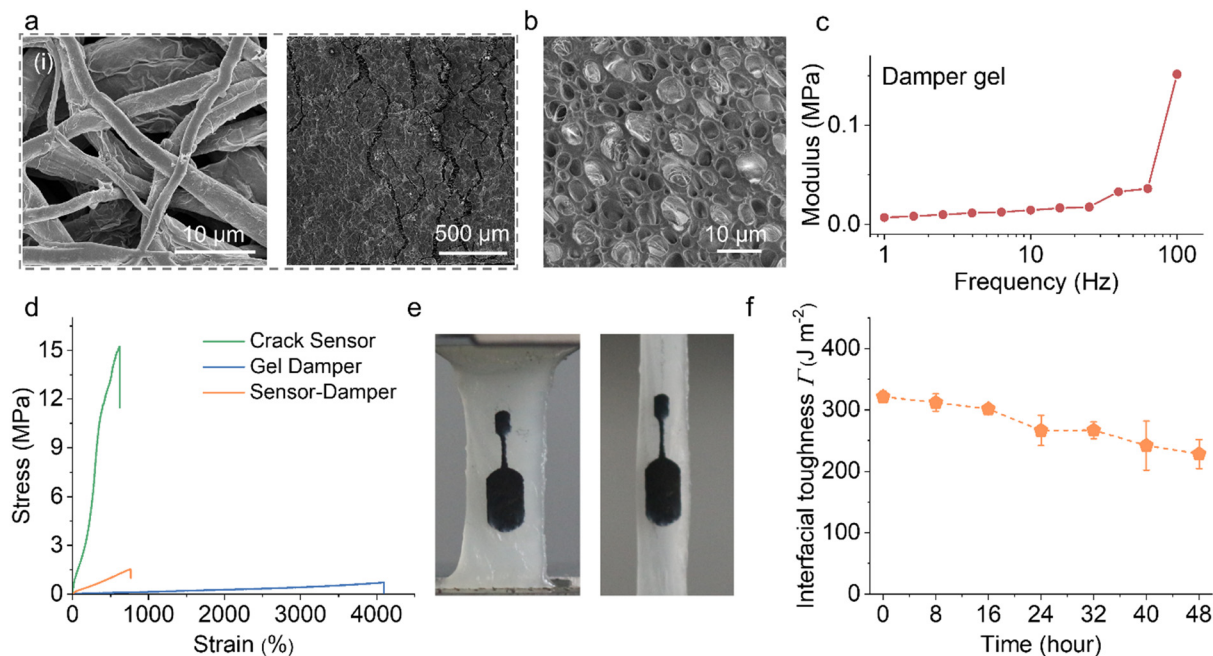 a
(i)
10 μm
500 μm
b
10 μm
c
Damper gel
Modulus (MPa)
0.1
0.0
1
10
100
Frequency (Hz)
d
Crack Sensor
Gel Damper
Sensor-Damper
Stress (MPa)
15
12
9
6
3
0
0
1000
2000
3000
4000
Strain (%)
e
f
Interfacial toughness Γ (J m⁻²)
400
300
200
100
0
0
8
16
24
32
40
48
Time (hour)